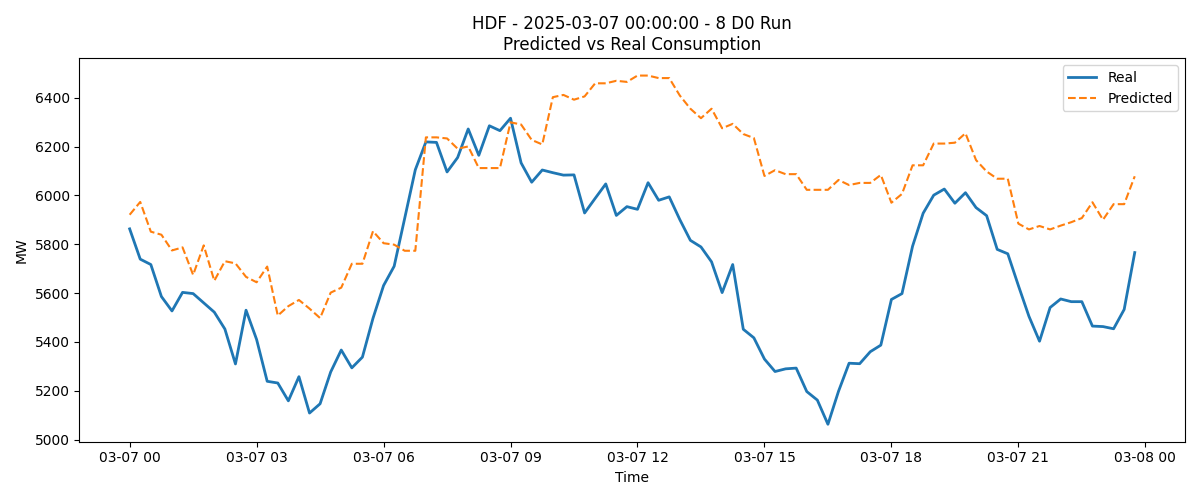 HDF - 2025-03-07 00:00:00 - 8 D0 Run
Predicted vs Real Consumption
Real
Predicted
MW
6400
6200
6000
5800
5600
5400
5200
5000
03-07 00
03-07 03
03-07 06
03-07 09
03-07 12
03-07 15
03-07 18
03-07 21
03-08 00
Time